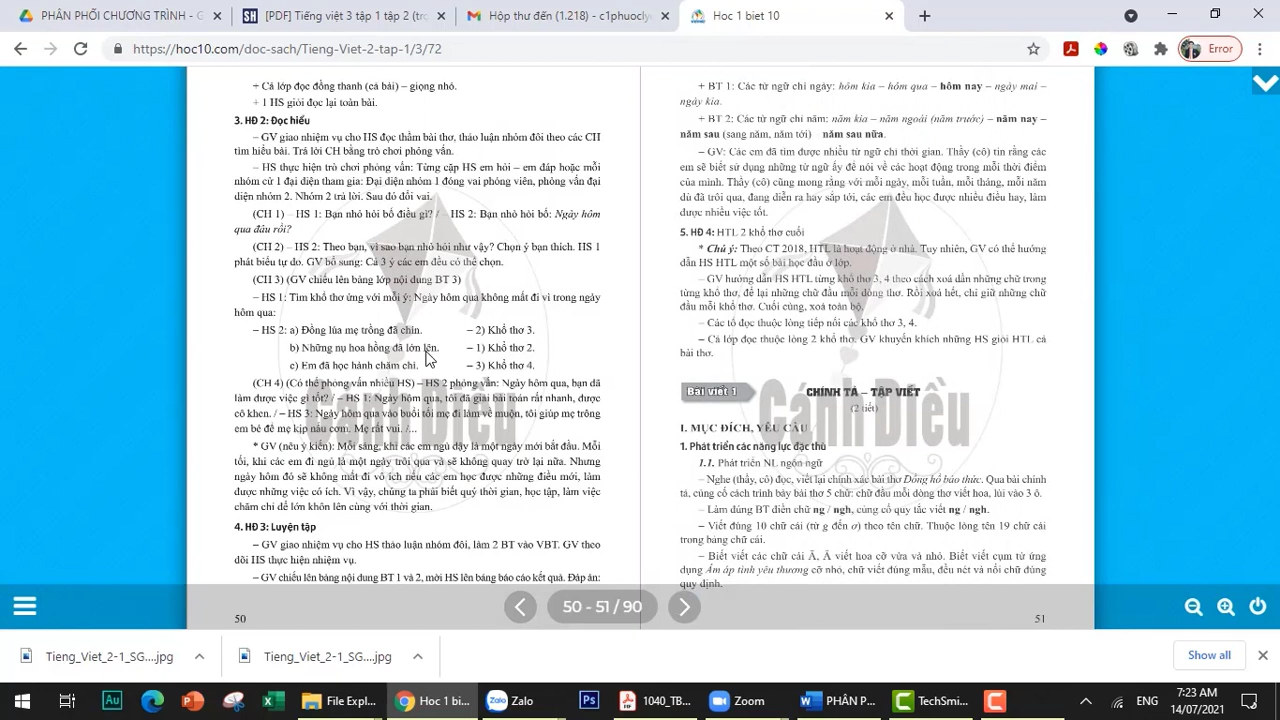 PHÂN PHỐI CHƯƠNG TRÌNH - G
[PDF] Tiếng việt 3 tập 1 tập 2 (trọ
Hộp thư đến (1.218) - c1phuocly
Hoc 1 biet 10
https://hoc10.com/doc-sach/Tieng-Viet-2-tap-1/3/72
Error
+ Cả lớp đọc đồng thanh (cả bài) – giọng nhỏ.
+ 1 HS giỏi đọc lại toàn bài.
3. HĐ 2: Đọc hiểu
– GV giao nhiệm vụ cho HS đọc thầm bài thơ, thảo luận nhóm đôi theo các CH
tìm hiểu bài. Trả lời CH bằng trò chơi phỏng vấn.
– HS thực hiện trò chơi phỏng vấn: Từng cặp HS em hỏi – em đáp hoặc mỗi
nhóm cử 1 đại diện tham gia: Đại diện nhóm 1 đóng vai phóng viên, phỏng vấn đại
diện nhóm 2. Nhóm 2 trả lời. Sau đó đổi vai.
(CH 1) – HS 1: Bạn nhỏ hỏi bố điều gì? / – HS 2: Bạn nhỏ hỏi bố: Ngày hôm
qua đâu rồi?
(CH 2) – HS 2: Theo bạn, vì sao bạn nhỏ hỏi như vậy? Chọn ý bạn thích. HS 1
phát biểu tự do. GV bổ sung: Cả 3 ý các em đều có thể chọn.
(CH 3) (GV chiếu lên bảng lớp nội dung BT 3)
– HS 1: Tìm khổ thơ ứng với mỗi ý: Ngày hôm qua không mất đi vì trong ngày
hôm qua:
– HS 2: a) Đồng lúa mẹ trồng đã chín. – 2) Khổ thơ 3.
b) Những nụ hoa hồng đã lớn lên. – 1) Khổ thơ 2.
c) Em đã học hành chăm chỉ. – 3) Khổ thơ 4.
(CH 4) (Có thể phỏng vấn nhiều HS) – HS 2 phỏng vấn: Ngày hôm qua, bạn đã
làm được việc gì tốt? / – HS 1: Ngày hôm qua, tôi đã giải bài toán rất nhanh, được
cô khen. / – HS 3: Ngày hôm qua vào buổi tối mẹ đi làm về muộn, tôi giúp mẹ trông
em bé để mẹ kịp nấu cơm. Mẹ rất vui. /...
* GV (nêu ý kiến): Mỗi sáng, khi các em ngủ dậy là một ngày mới bắt đầu. Mỗi
tối, khi các em đi ngủ là một ngày trôi qua và sẽ không quay trở lại nữa. Nhưng
ngày hôm đó sẽ không mất đi vô ích nếu các em học được những điều mới, làm
được những việc có ích. Vì vậy, chúng ta phải biết quý thời gian, học tập, làm việc
chăm chỉ để lớn khôn lên cùng với thời gian.
4. HĐ 3: Luyện tập
– GV giao nhiệm vụ cho HS thảo luận nhóm đôi, làm 2 BT vào VBT. GV theo
dõi HS thực hiện nhiệm vụ.
– GV chiếu lên bảng nội dung BT 1 và 2, mời HS lên bảng báo cáo kết quả. Đáp án:
50
+ BT 1: Các từ ngữ chỉ ngày: hôm kia – hôm qua – hôm nay – ngày mai –
ngày kia.
+ BT 2: Các từ ngữ chỉ năm: năm kia – năm ngoái (năm trước) – năm nay –
năm sau (sang năm, năm tới) năm sau nữa.
– GV: Các em đã tìm được nhiều từ ngữ chỉ thời gian. Thầy (cô) tin rằng các
em sẽ biết sử dụng những từ ngữ ấy để nói về các hoạt động trong mỗi thời điểm
của mình. Thầy (cô) cũng mong rằng với mỗi ngày, mỗi tuần, mỗi tháng, mỗi năm
dù đã trôi qua, đang diễn ra hay sắp tới, các em đều học được nhiều điều hay, làm
được nhiều việc tốt.
5. HĐ 4: HTL 2 khổ thơ cuối
* Chú ý: Theo CT 2018, HTL là hoạt động ở nhà. Tuy nhiên, GV có thể hướng
dẫn HS HTL một số bài học đầu ở lớp.
– GV hướng dẫn HS HTL từng khổ thơ 3, 4 theo cách xoá dần những chữ trong
từng khổ thơ, để lại những chữ đầu mỗi dòng thơ. Rồi xoá hết, chỉ giữ những chữ
đầu mỗi khổ thơ. Cuối cùng, xoá toàn bộ.
– Các tổ đọc thuộc lòng tiếp nối các khổ thơ 3, 4.
– Cả lớp đọc thuộc lòng 2 khổ thơ. GV khuyến khích những HS giỏi HTL cả
bài thơ.
Bài viết 1
CHÍNH TẢ – TẬP VIẾT
(2 tiết)
I. MỤC ĐÍCH, YÊU CẦU
1. Phát triển các năng lực đặc thù
1.1. Phát triển NL ngôn ngữ
– Nghe (thầy, cô) đọc, viết lại chính xác bài thơ Đồng hồ báo thức. Qua bài chính
tả, củng cố cách trình bày bài thơ 5 chữ: chữ đầu mỗi dòng thơ viết hoa, lùi vào 3 ô.
– Làm đúng BT điền chữ ng / ngh, củng cố quy tắc viết ng / ngh.
– Viết đúng 10 chữ cái (từ g đến ơ) theo tên chữ. Thuộc lòng tên 19 chữ cái
trong bảng chữ cái.
– Biết viết các chữ cái Ă, Â viết hoa cỡ vừa và nhỏ. Biết viết cụm từ ứng
dụng Ấm áp tình yêu thương cỡ nhỏ, chữ viết đúng mẫu, đều nét và nối chữ đúng
quy định.
51
Cánh Diều
Cánh Diều
50 - 51 / 90
Tieng_Viet_2-1_SG....jpg
Tieng_Viet_2-1_SG....jpg
Show all
File Explo...
Hoc 1 bi...
Zalo
1040_TB...
Zoom
PHÂN P...
TechSmi...
ENG
7:23 AM
14/07/2021